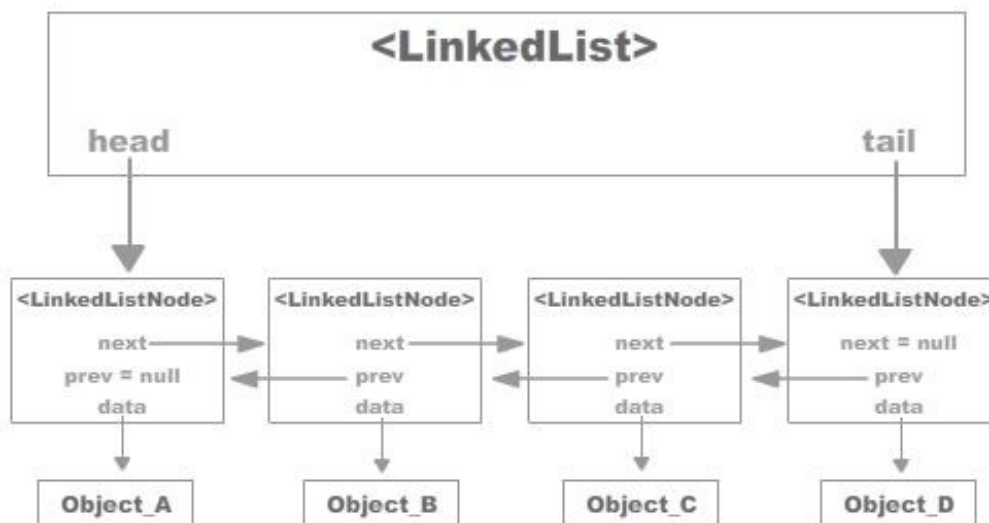 <LinkedList>
head tail
<LinkedListNode> <LinkedListNode> <LinkedListNode> <LinkedListNode>
next next next next = null
prev = null prev prev prev
data data data data
Object_A Object_B Object_C Object_D